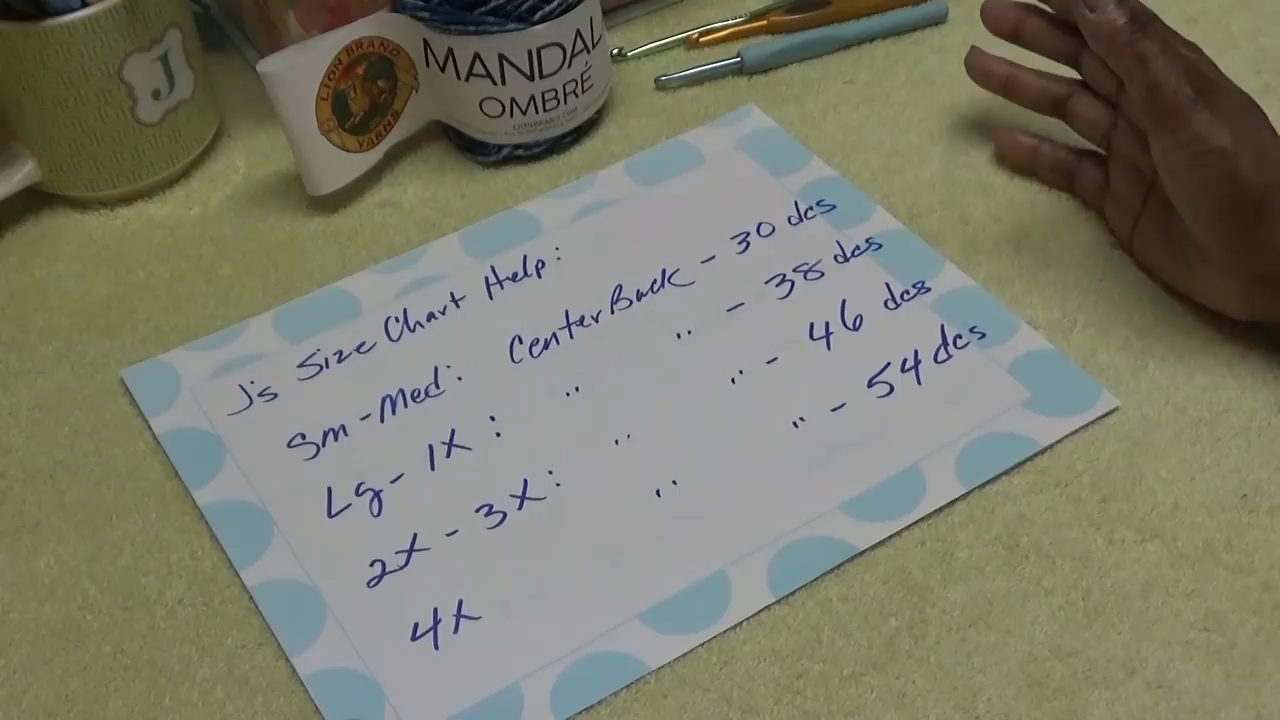 J
LION BRAND
YARNS
MANDALA
OMBRÉ
LIONBRAND.COM
J's Size Chart Help:
Sm-Med: Center Back - 30 dcs
Lg-1X: " " - 38 dcs
2X-3X: " " - 46 dcs
4X " " - 54 dcs